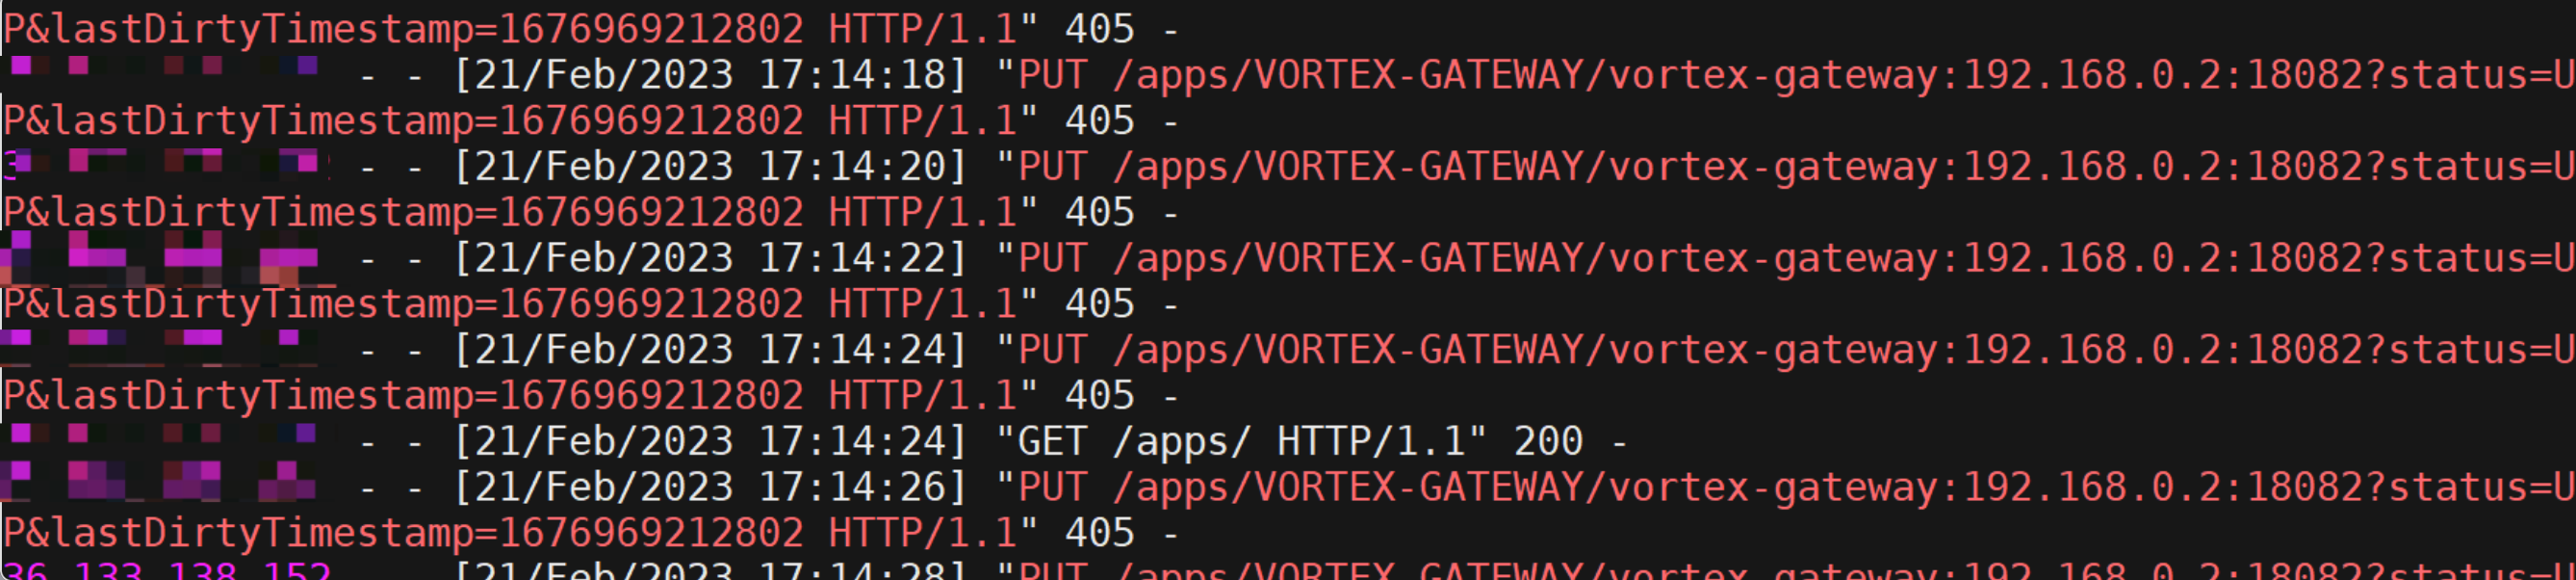 P&lastDirtyTimestamp=1676969212802 HTTP/1.1" 405 -
- - [21/Feb/2023 17:14:18] "PUT /apps/VORTEX-GATEWAY/vortex-gateway:192.168.0.2:18082?status=U
P&lastDirtyTimestamp=1676969212802 HTTP/1.1" 405 -
- - [21/Feb/2023 17:14:20] "PUT /apps/VORTEX-GATEWAY/vortex-gateway:192.168.0.2:18082?status=U
P&lastDirtyTimestamp=1676969212802 HTTP/1.1" 405 -
- - [21/Feb/2023 17:14:22] "PUT /apps/VORTEX-GATEWAY/vortex-gateway:192.168.0.2:18082?status=U
P&lastDirtyTimestamp=1676969212802 HTTP/1.1" 405 -
- - [21/Feb/2023 17:14:24] "PUT /apps/VORTEX-GATEWAY/vortex-gateway:192.168.0.2:18082?status=U
P&lastDirtyTimestamp=1676969212802 HTTP/1.1" 405 -
- - [21/Feb/2023 17:14:24] "GET /apps/ HTTP/1.1" 200 -
- - [21/Feb/2023 17:14:26] "PUT /apps/VORTEX-GATEWAY/vortex-gateway:192.168.0.2:18082?status=U
P&lastDirtyTimestamp=1676969212802 HTTP/1.1" 405 -
36.133.138.152 - - [21/Feb/2023 17:14:28] "PUT /apps/VORTEX-GATEWAY/vortex-gateway:192.168.0.2:18082?status=U